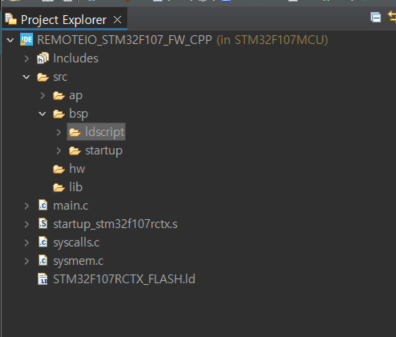 Project Explorer
REMOTEIO_STM32F107_FW_CPP (in STM32F107MCU)
Includes
src
ap
bsp
ldscript
startup
hw
lib
main.c
startup_stm32f107rctx.s
syscalls.c
sysmem.c
STM32F107RCTX_FLASH.ld